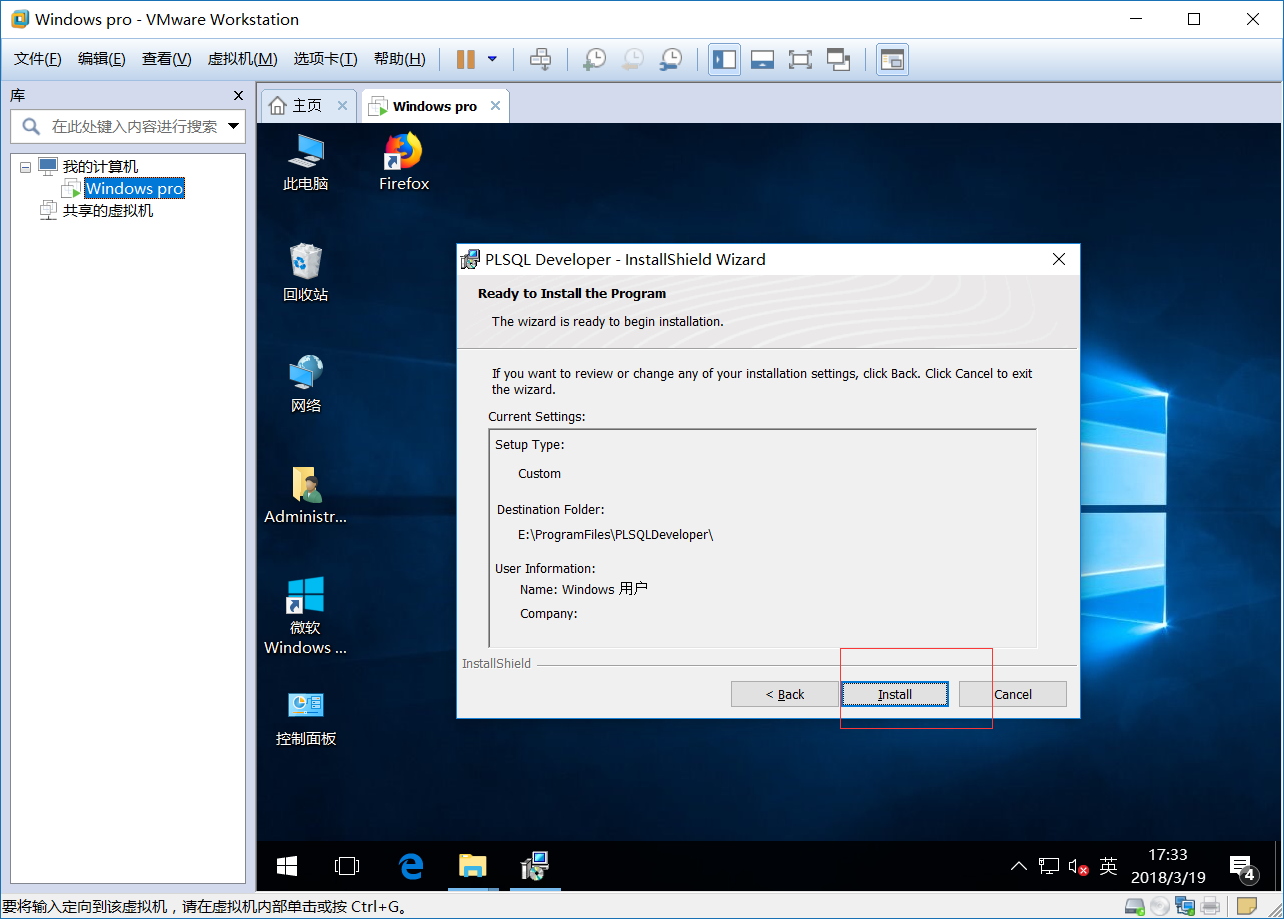 Windows pro - VMware Workstation
文件(F) 编辑(E) 查看(V) 虚拟机(M) 选项卡(T) 帮助(H)
库
在此处键入内容进行搜索
我的计算机
Windows pro
共享的虚拟机
主页
Windows pro
此电脑
Firefox
回收站
网络
Administr...
微软
Windows ...
控制面板
PLSQL Developer - InstallShield Wizard
Ready to Install the Program
The wizard is ready to begin installation.
If you want to review or change any of your installation settings, click Back. Click Cancel to exit
the wizard.
Current Settings:
Setup Type:
Custom
Destination Folder:
E:\ProgramFiles\PLSQLDeveloper\
User Information:
Name: Windows 用户
Company:
InstallShield
< Back
Install
Cancel
英
17:33
2018/3/19
4
要将输入定向到该虚拟机，请在虚拟机内部单击或按 Ctrl+G。